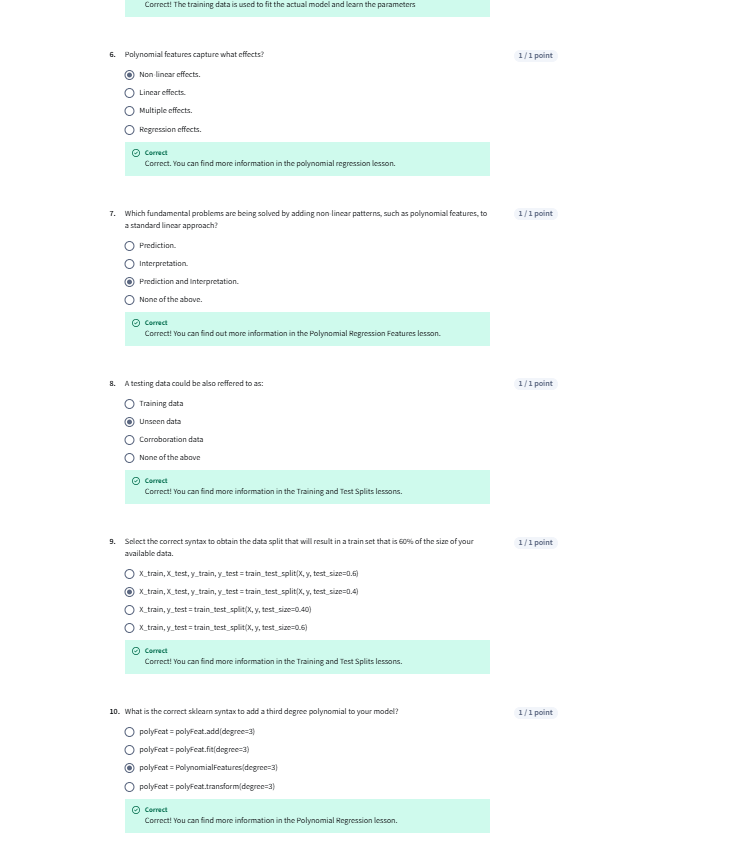 Correct! The training data is used to fit the actual model and learn the parameters
6. Polynomial features capture what effects? 1 / 1 point
Non-linear effects.
Linear effects.
Multiple effects.
Regression effects.
Correct
Correct. You can find more information in the polynomial regression lesson.
7. Which fundamental problems are being solved by adding non-linear patterns, such as polynomial features, to 1 / 1 point
a standard linear approach?
Prediction.
Interpretation.
Prediction and Interpretation.
None of the above.
Correct
Correct! You can find out more information in the Polynomial Regression Features lesson.
8. A testing data could be also reffered to as: 1 / 1 point
Training data
Unseen data
Corroboration data
None of the above
Correct
Correct! You can find more information in the Training and Test Splits lessons.
9. Select the correct syntax to obtain the data split that will result in a train set that is 60% of the size of your 1 / 1 point
available data.
X_train, X_test, y_train, y_test = train_test_split(X, y, test_size=0.6)
X_train, X_test, y_train, y_test = train_test_split(X, y, test_size=0.4)
X_train, y_test = train_test_split(X, y, test_size=0.40)
X_train, y_test = train_test_split(X, y, test_size=0.6)
Correct
Correct! You can find more information in the Training and Test Splits lessons.
10. What is the correct sklearn syntax to add a third degree polynomial to your model? 1 / 1 point
polyFeat = polyFeat.add(degree=3)
polyFeat = polyFeat.fit(degree=3)
polyFeat = PolynomialFeatures(degree=3)
polyFeat = polyFeat.transform(degree=3)
Correct
Correct! You can find more information in the Polynomial Regression lesson.